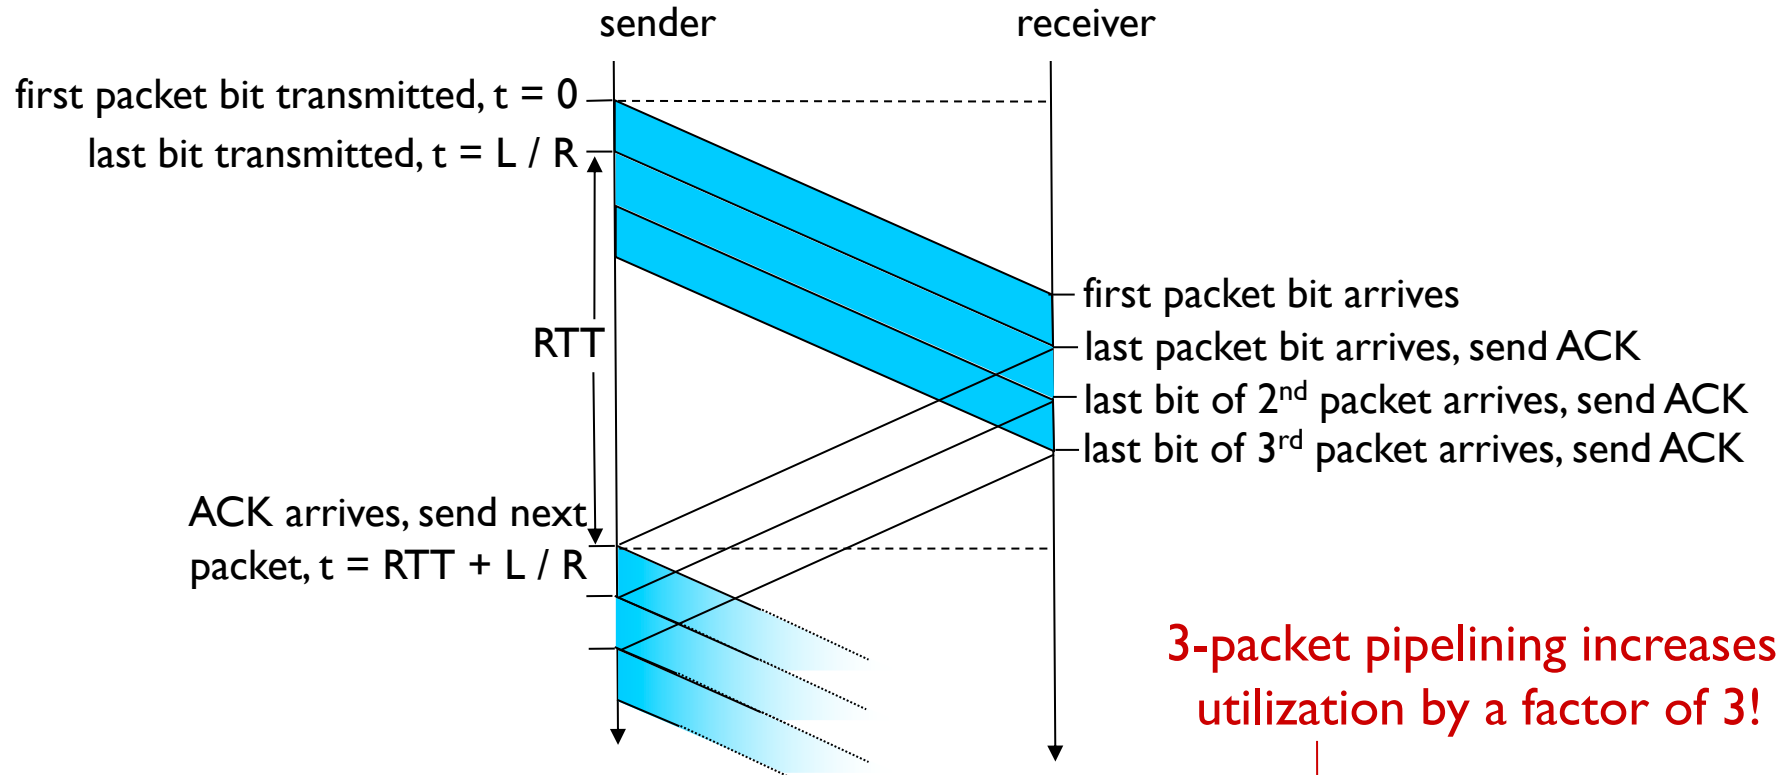 sender
receiver
first packet bit transmitted, t = 0
last bit transmitted, t = L / R
first packet bit arrives
RTT
last packet bit arrives, send ACK
last bit of 2nd packet arrives, send ACK
last bit of 3rd packet arrives, send ACK
ACK arrives, send next
packet, t = RTT + L / R
3-packet pipelining increases
utilization by a factor of 3!